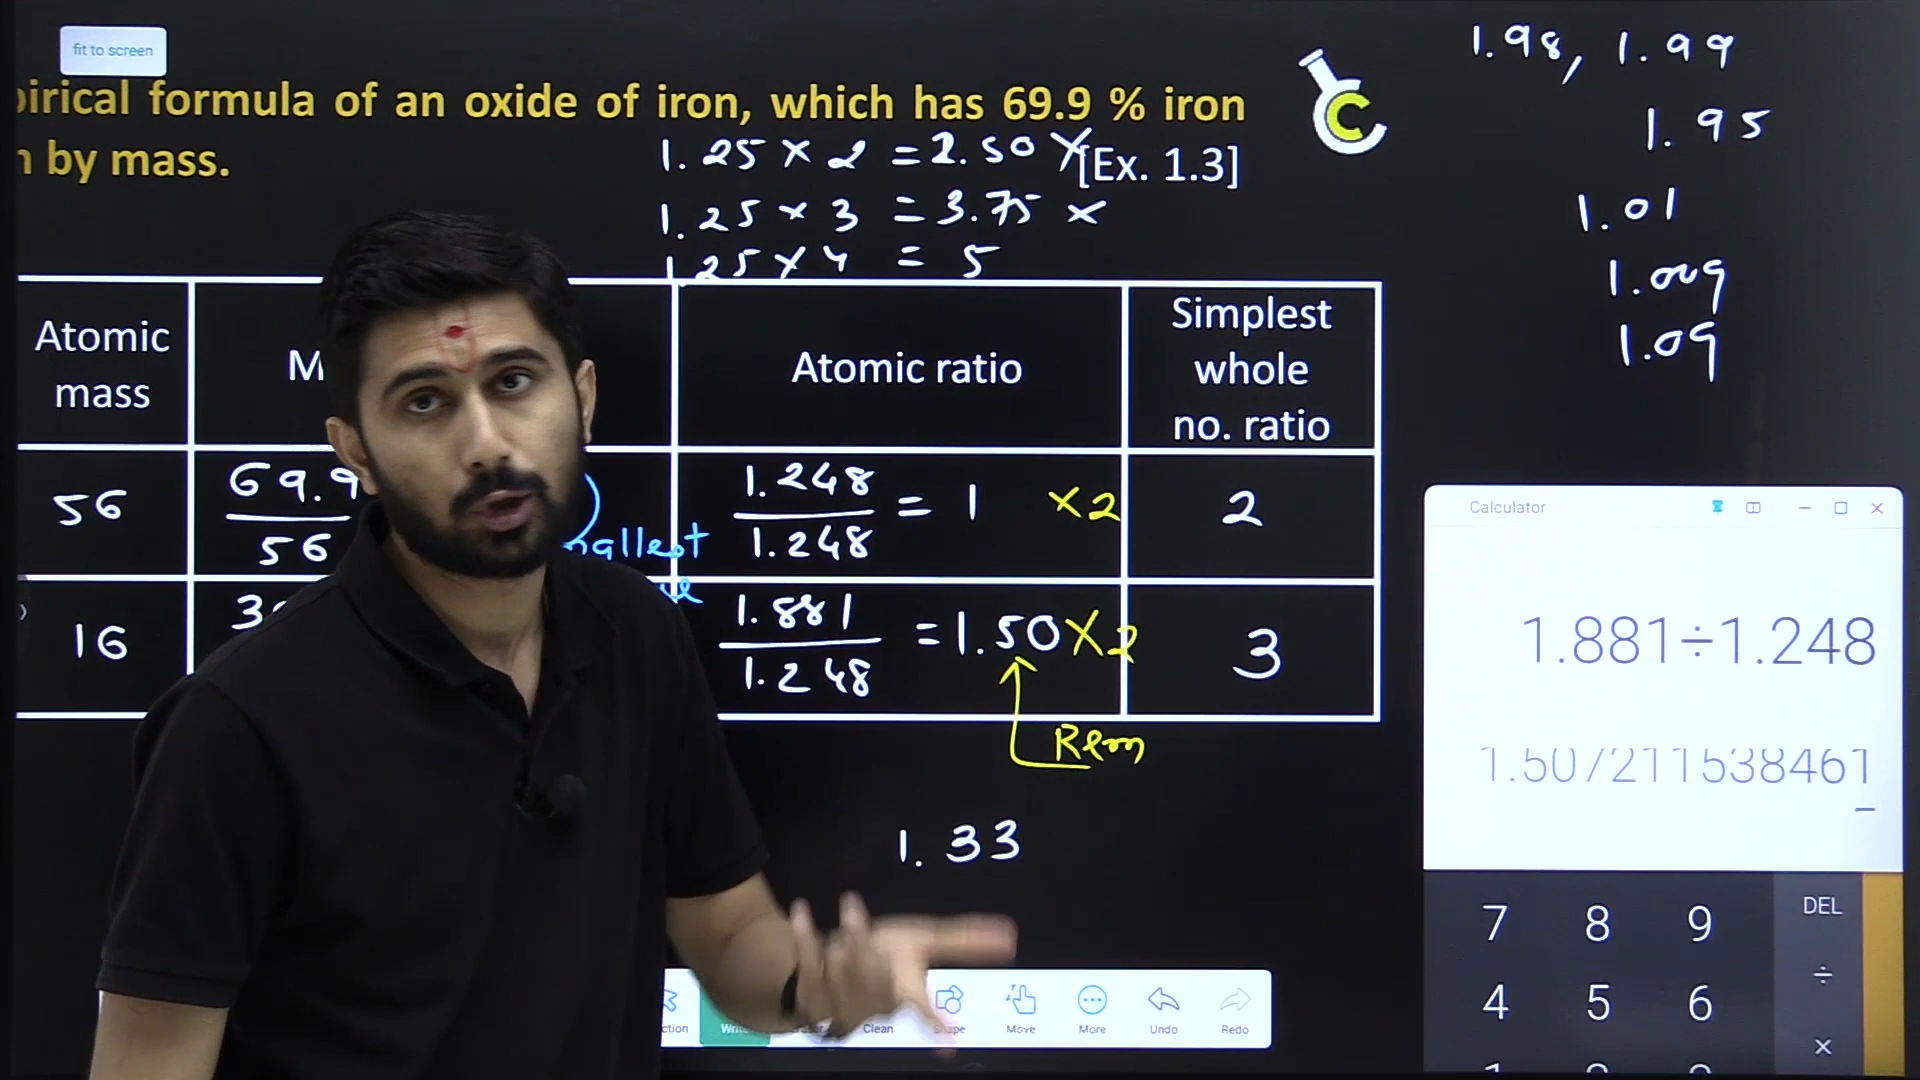 fit to screen
pirical formula of an oxide of iron, which has 69.9 % iron
n by mass.
[Ex. 1.3]
1.25 × 2 = 2.50 ×
1.25 × 3 = 3.75 ×
1.25 × 4 = 5
1.98, 1.99
1.95
1.01
1.009
1.09
C
Atomic mass
M
Atomic ratio
Simplest whole no. ratio
56
69.9
56
1.248
1.248
= 1 ×2
2
smallest
16
1.881
1.248
= 1.50 ×2
3
Rem
1.33
Calculator
1.881÷1.248
1.507211538461
7 8 9 DEL
÷
4 5 6
×
Write
Clean
Shape
Move
More
Undo
Redo